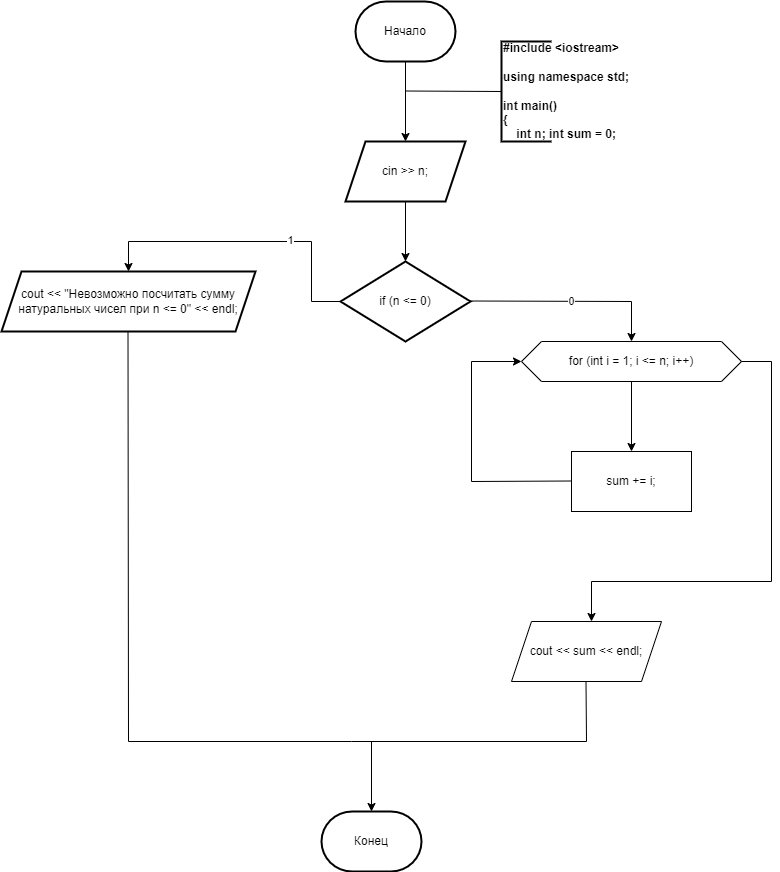 Начало
#include <iostream>
using namespace std;
int main()
{
int n; int sum = 0;
cin >> n;
1
cout << "Невозможно посчитать сумму
натуральных чисел при n <= 0" << endl;
if (n <= 0)
0
for (int i = 1; i <= n; i++)
sum += i;
cout << sum << endl;
Конец